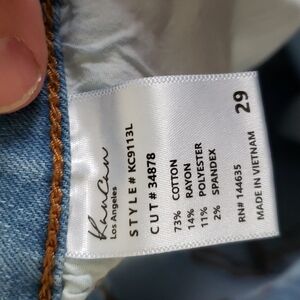 KanCan
Los Angeles
STYLE # KC9113L
CUT # 34878
73% COTTON
14% RAYON
11% POLYESTER
2% SPANDEX
29
RN# 144635
MADE IN VIETNAM